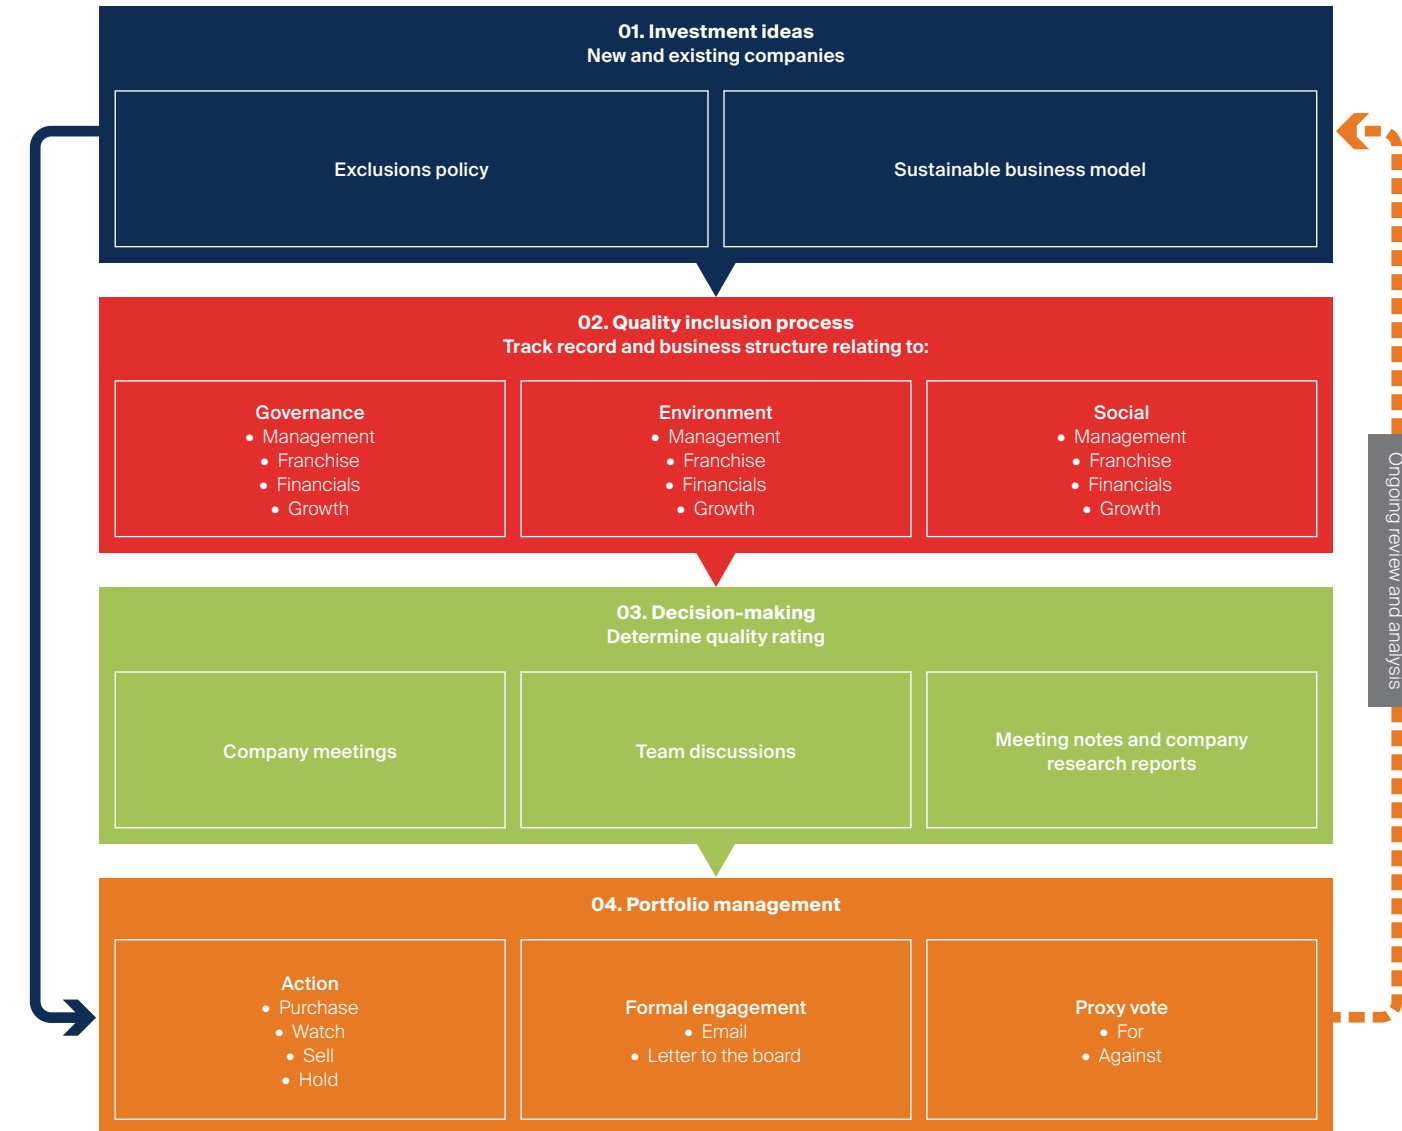 01. Investment ideas
New and existing companies
Exclusions policy
Sustainable business model
02. Quality inclusion process
Track record and business structure relating to:
Governance
• Management
• Franchise
• Financials
• Growth
Environment
• Management
• Franchise
• Financials
• Growth
Social
• Management
• Franchise
• Financials
• Growth
03. Decision-making
Determine quality rating
Company meetings
Team discussions
Meeting notes and company
research reports
04. Portfolio management
Action
• Purchase
• Watch
• Sell
• Hold
Formal engagement
• Email
• Letter to the board
Proxy vote
• For
• Against
Ongoing review and analysis